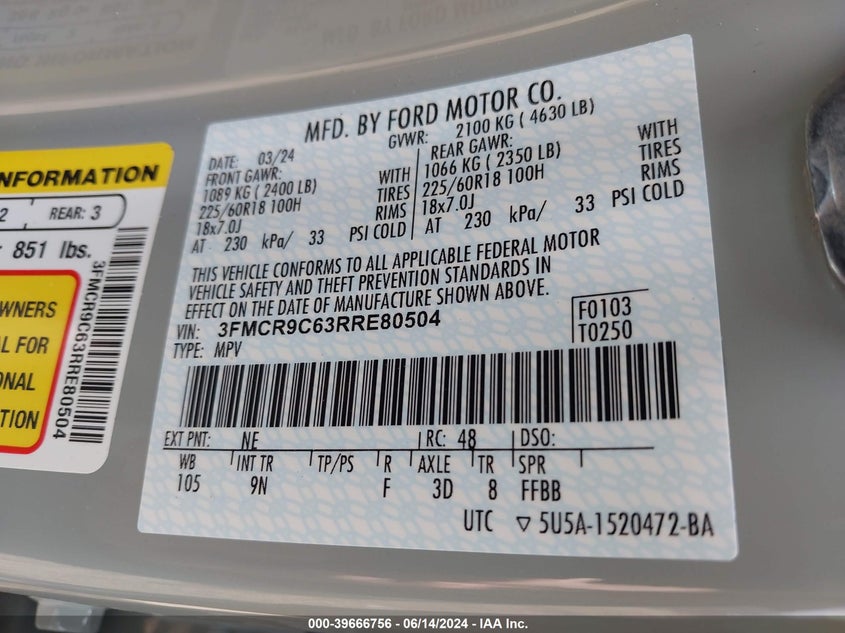 MFD. BY FORD MOTOR CO.
DATE: 03/24 GVWR: 2100 KG ( 4630 LB)
FRONT GAWR: REAR GAWR:
1089 KG ( 2400 LB) WITH 1066 KG ( 2350 LB) WITH
225/60R18 100H TIRES 225/60R18 100H TIRES
18x7.0J RIMS 18x7.0J RIMS
AT 230 kPa/ 33 PSI COLD AT 230 kPa/ 33 PSI COLD
THIS VEHICLE CONFORMS TO ALL APPLICABLE FEDERAL MOTOR
VEHICLE SAFETY AND THEFT PREVENTION STANDARDS IN
EFFECT ON THE DATE OF MANUFACTURE SHOWN ABOVE.
VIN: 3FMCR9C63RRE80504 F0103
TYPE: MPV T0250
EXT PNT: NE RC: 48 DSO:
WB INT TR TP/PS R AXLE TR SPR
105 9N F 3D 8 FFBB
UTC ▽ 5U5A-1520472-BA
INFORMATION
2 REAR: 3
851 lbs.
OWNERS
AL FOR
ONAL
TION
3FMCR9C63RRE80504
000-39666756 - 06/14/2024 - IAA Inc.